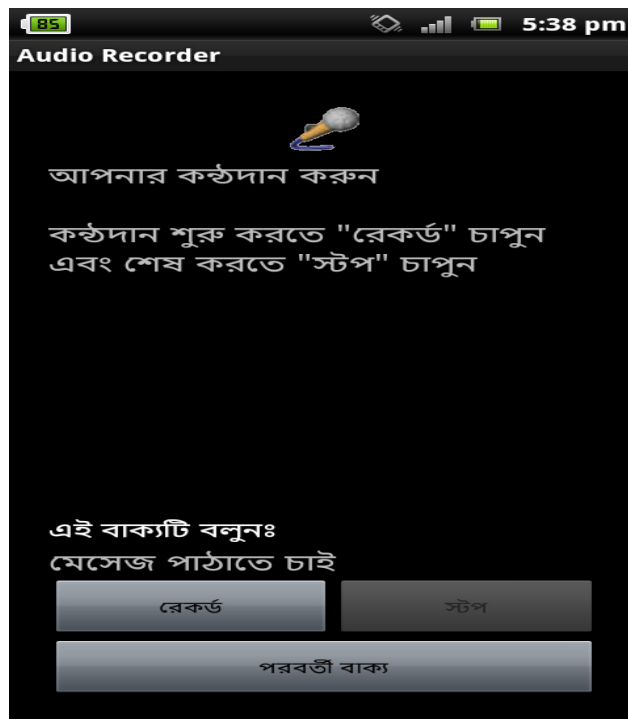 85 5:38 pm
Audio Recorder
আপনার কন্ঠদান করুন
কন্ঠদান শুরু করতে "রেকর্ড" চাপুন
এবং শেষ করতে "স্টপ" চাপুন
এই বাক্যটি বলুনঃ
মেসেজ পাঠাতে চাই
রেকর্ড স্টপ
পরবর্তী বাক্য